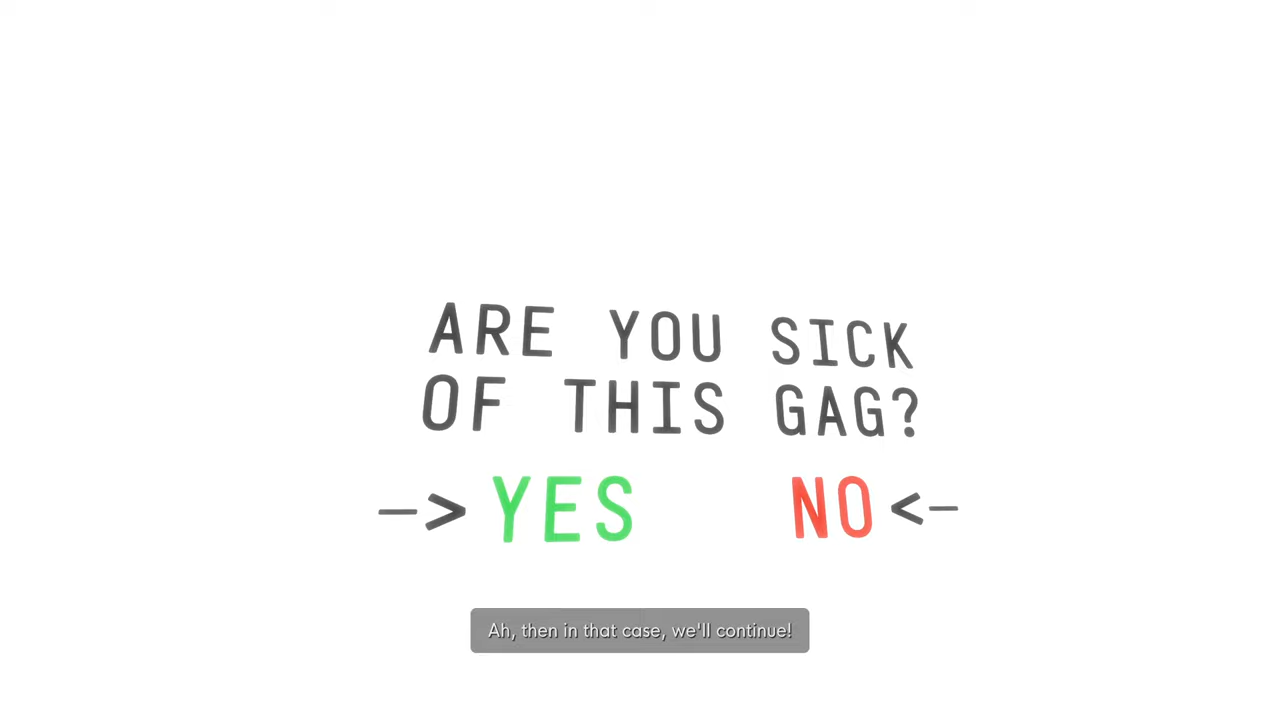 ARE YOU SICK
OF THIS GAG?
—> YES NO <—
Ah, then in that case, we'll continue!